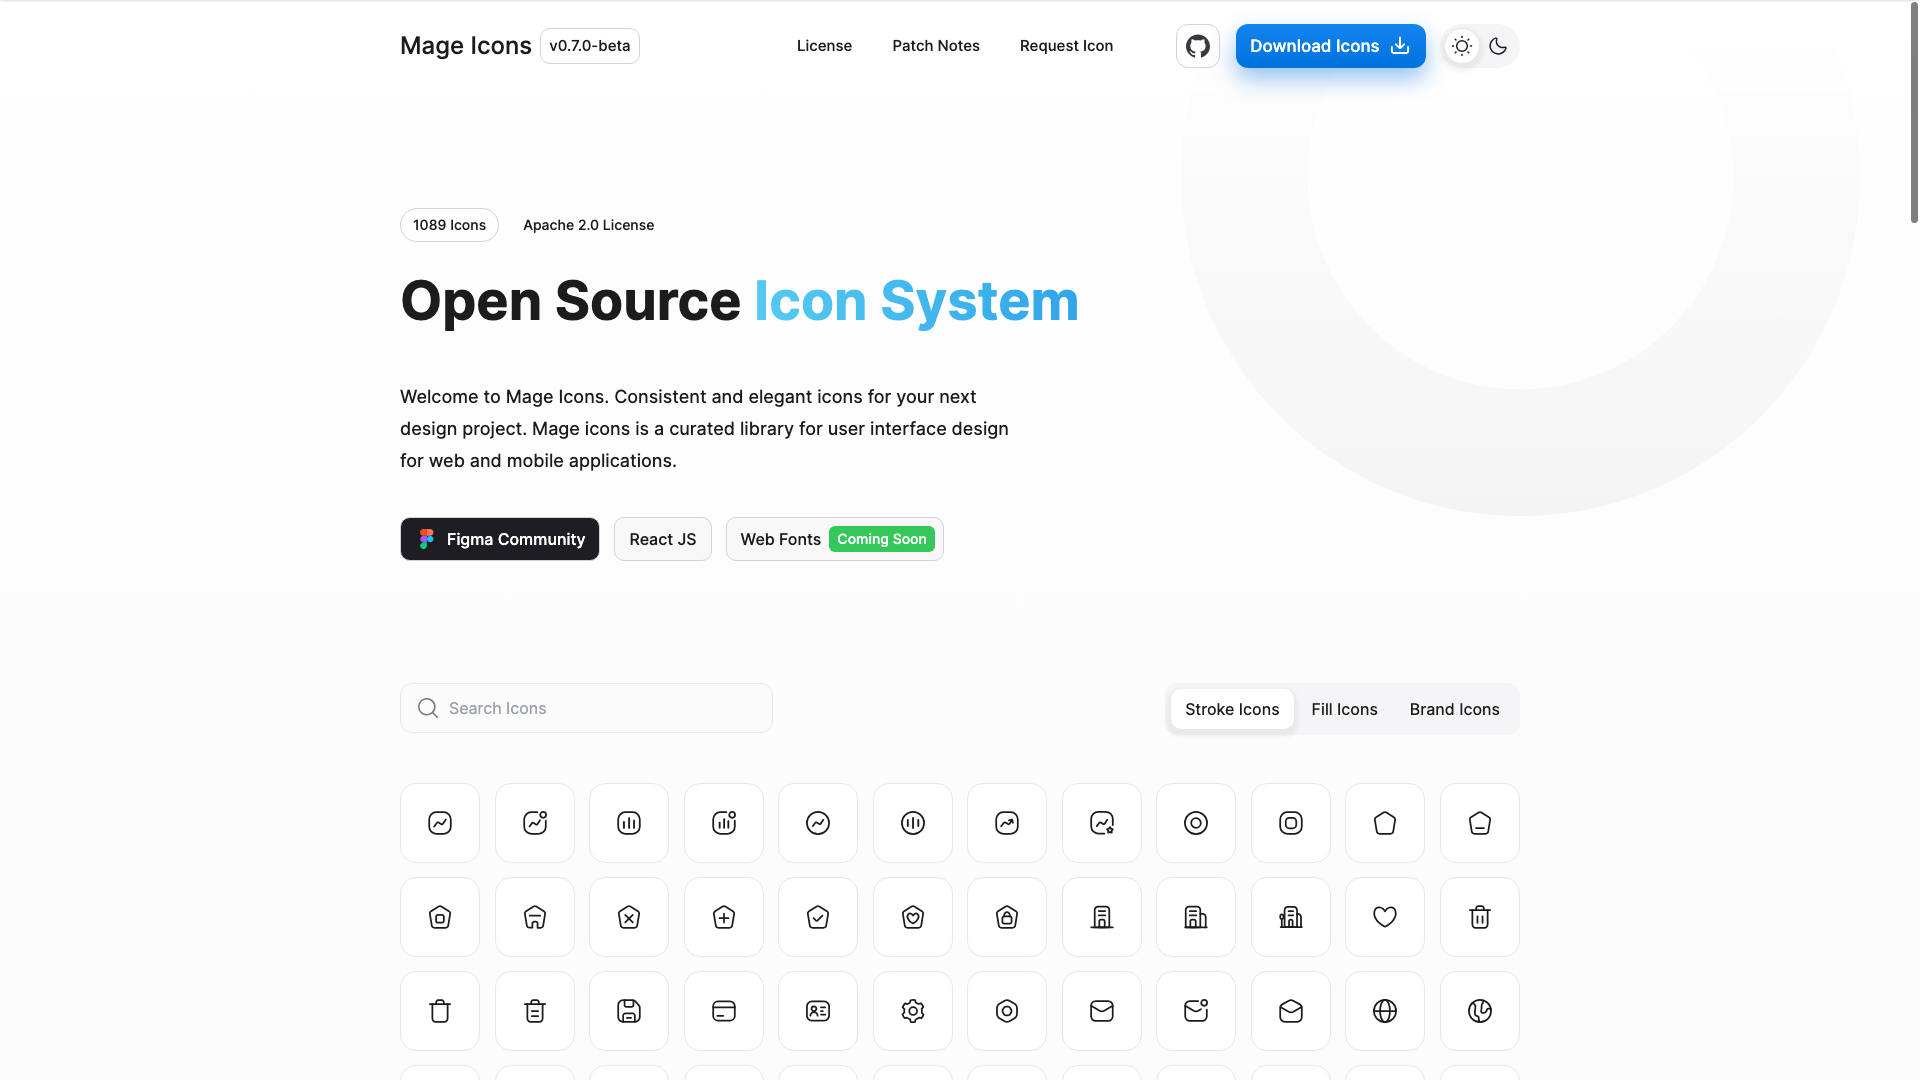 Mage Icons
v0.7.0-beta
License
Patch Notes
Request Icon
Download Icons
1089 Icons
Apache 2.0 License
Open Source Icon System
Welcome to Mage Icons. Consistent and elegant icons for your next
design project. Mage icons is a curated library for user interface design
for web and mobile applications.
Figma Community
React JS
Web Fonts
Coming Soon
Search Icons
Stroke Icons
Fill Icons
Brand Icons